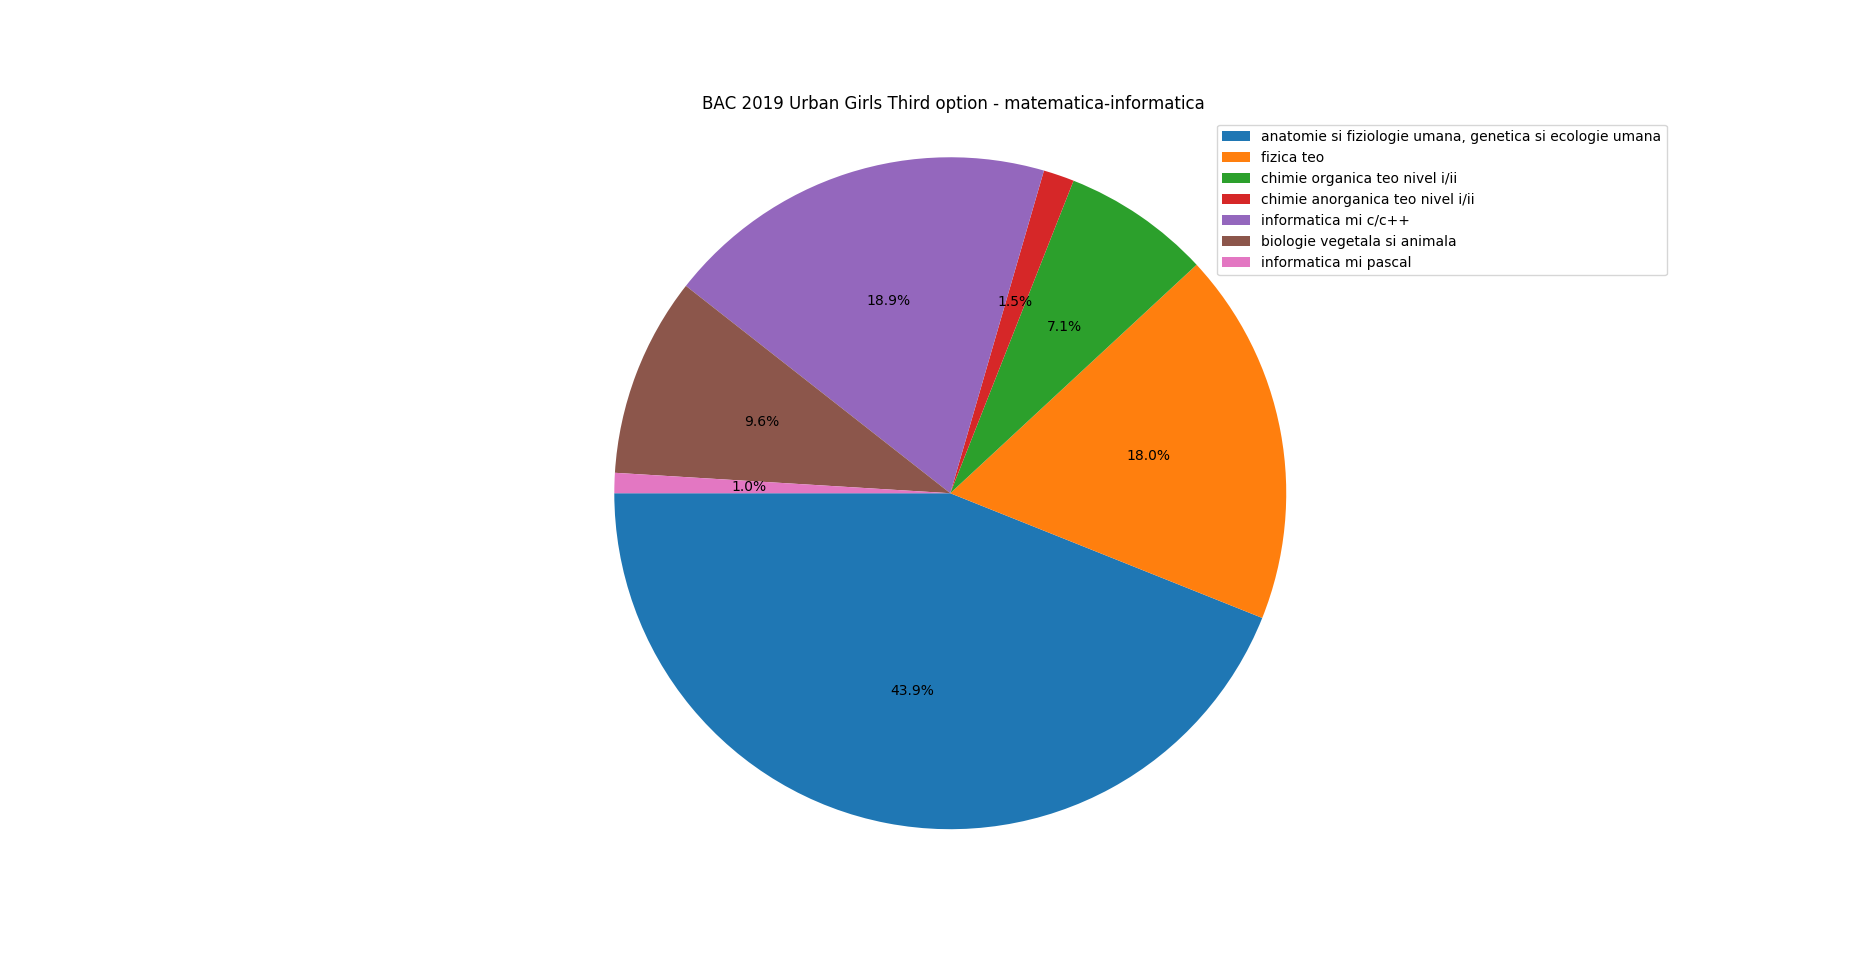 BAC 2019 Urban Girls Third option - matematica-informatica
anatomie si fiziologie umana, genetica si ecologie umana
fizica teo
chimie organica teo nivel i/ii
chimie anorganica teo nivel i/ii
informatica mi c/c++
biologie vegetala si animala
informatica mi pascal
18.9%
1.5%
7.1%
9.6%
18.0%
1.0%
43.9%